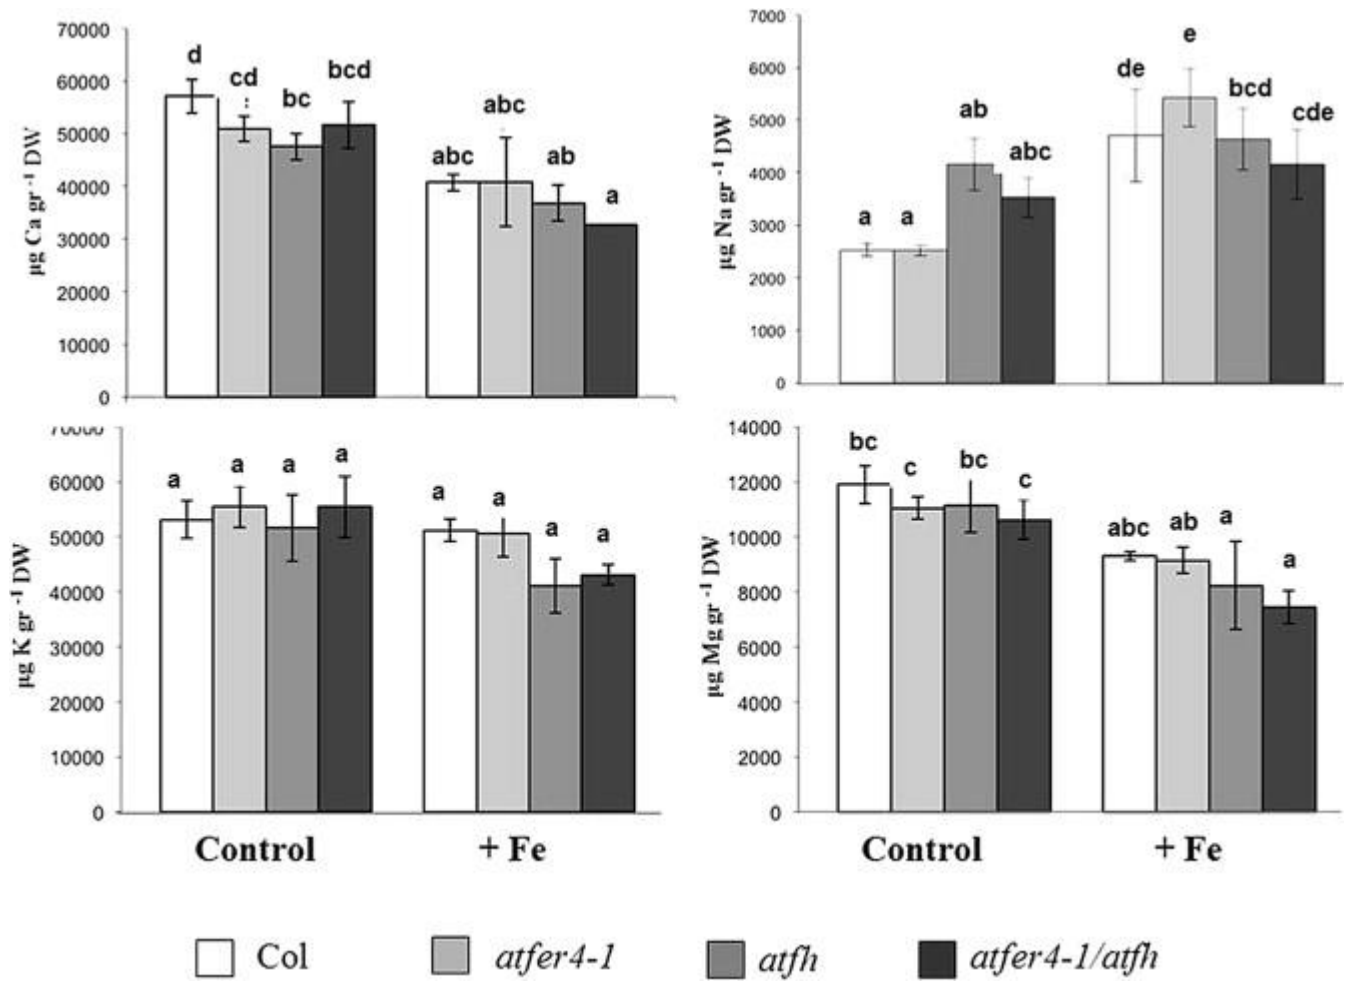 70000
60000
50000
40000
30000
20000
10000
0
µg Ca gr -1 DW
d
cd
bc
bcd
abc
abc
ab
a
7000
6000
5000
4000
3000
2000
1000
0
µg Na gr -1 DW
a
a
ab
abc
de
e
bcd
cde
70000
60000
50000
40000
30000
20000
10000
0
µg K gr -1 DW
a
a
a
a
a
a
a
a
Control
+ Fe
14000
12000
10000
8000
6000
4000
2000
0
µg Mg gr -1 DW
bc
c
bc
c
abc
ab
a
a
Control
+ Fe
Col
atfer4-1
atfh
atfer4-1/atfh